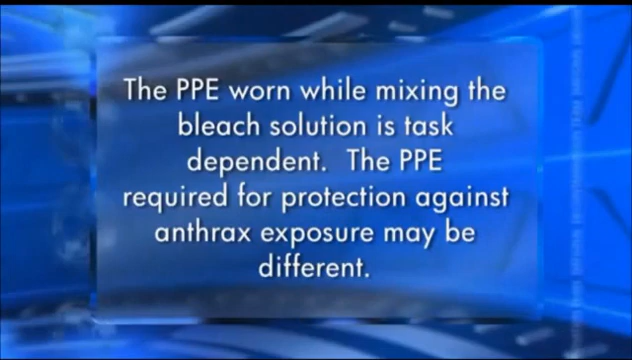 The PPE worn while mixing the
bleach solution is task
dependent.  The PPE
required for protection against
anthrax exposure may be
different.